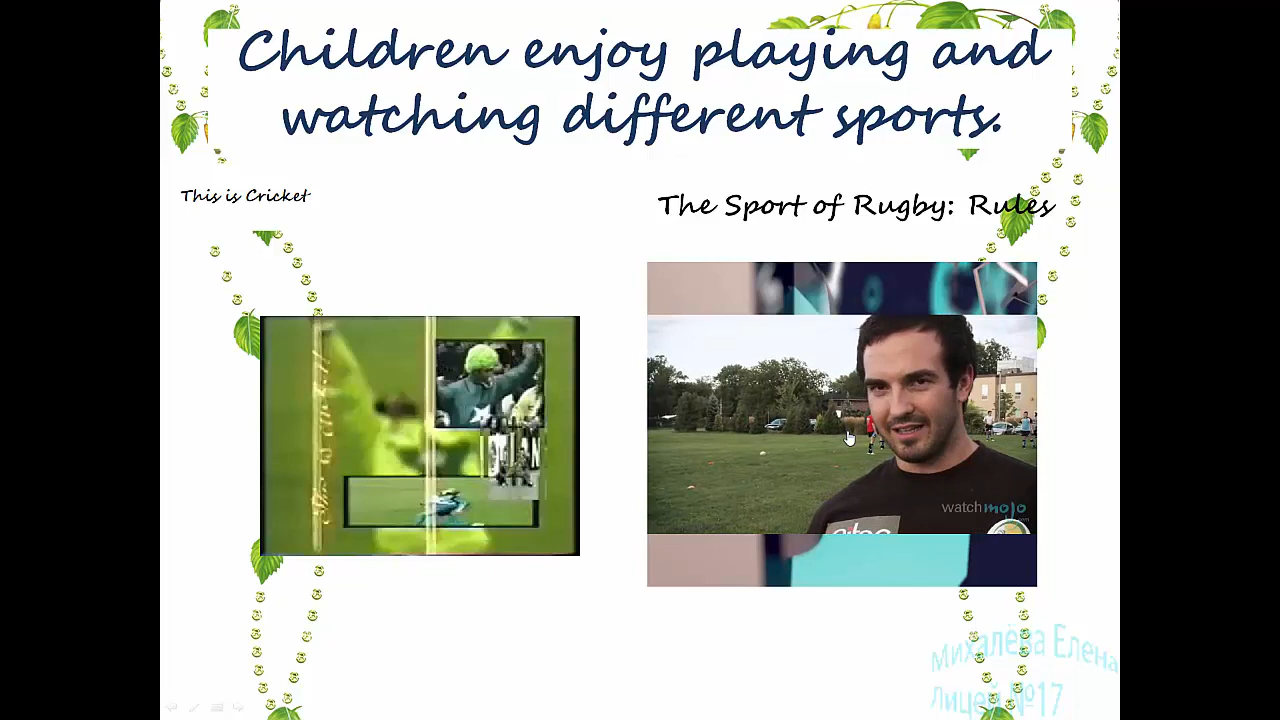 Children enjoy playing and
watching different sports.
This is Cricket
The Sport of Rugby: Rules
watchmojo
Михалёва Елена
Лицей №17